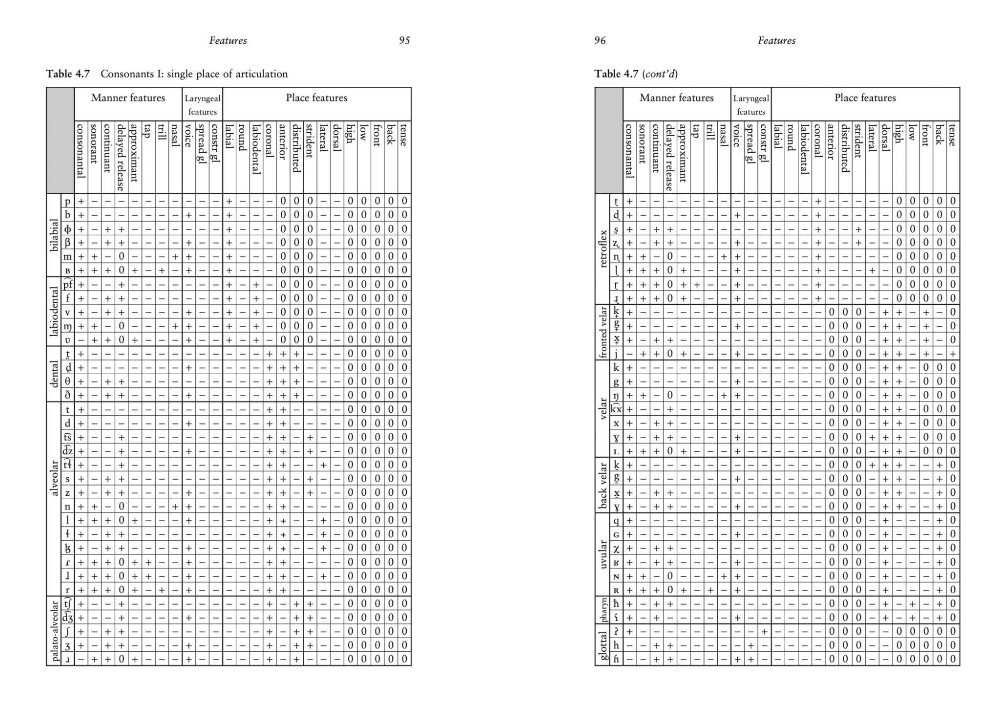 Features 95
Table 4.7 Consonants I: single place of articulation
Manner features Laryngeal features Place features
consonantal sonorant continuant delayed release approximant tap trill nasal voice spread gl constr gl labial round labiodental coronal anterior distributed strident lateral dorsal high low front back tense
bilabial
p + − − − − − − − − − − + − − − 0 0 0 − − 0 0 0 0 0
b + − − − − − − − + − − + − − − 0 0 0 − − 0 0 0 0 0
ɸ + − + + − − − − − − − + − − − 0 0 0 − − 0 0 0 0 0
β + − + + − − − − + − − + − − − 0 0 0 − − 0 0 0 0 0
m + + − 0 − − − + + − − + − − − 0 0 0 − − 0 0 0 0 0
ʙ + + + 0 + − + − + − − + − − − 0 0 0 − − 0 0 0 0 0
labiodental
p͡f + − − + − − − − − − − + − + − 0 0 0 − − 0 0 0 0 0
f + − + + − − − − − − − + − + − 0 0 0 − − 0 0 0 0 0
v + − + + − − − − + − − + − + − 0 0 0 − − 0 0 0 0 0
ɱ + + − 0 − − − + + − − + − + − 0 0 0 − − 0 0 0 0 0
ʋ − + + 0 + − − − + − − + − + − 0 0 0 − − 0 0 0 0 0
dental
t̪ + − − − − − − − − − − − − − + + + − − − 0 0 0 0 0
d̪ + − − − − − − − + − − − − − + + + − − − 0 0 0 0 0
θ + − + + − − − − − − − − − − + + + − − − 0 0 0 0 0
ð + − + + − − − − + − − − − − + + + − − − 0 0 0 0 0
alveolar
t + − − − − − − − − − − − − − + + − − − − 0 0 0 0 0
d + − − − − − − − + − − − − − + + − − − − 0 0 0 0 0
t͡s + − − + − − − − − − − − − − + + − + − − 0 0 0 0 0
d͡z + − − + − − − − + − − − − − + + − + − − 0 0 0 0 0
t͡ɬ + − − + − − − − − − − − − − + + − − + − 0 0 0 0 0
s + − + + − − − − − − − − − − + + − + − − 0 0 0 0 0
z + − + + − − − − + − − − − − + + − + − − 0 0 0 0 0
n + + − 0 − − − + + − − − − − + + − − − − 0 0 0 0 0
l + + + 0 + − − − + − − − − − + + − − + − 0 0 0 0 0
ɬ + − + + − − − − − − − − − − + + − − + − 0 0 0 0 0
ɮ + − + + − − − − + − − − − − + + − − + − 0 0 0 0 0
ɾ + + + 0 + + − − + − − − − − + + − − − − 0 0 0 0 0
ɺ + + + 0 + + − − + − − − − − + + − − + − 0 0 0 0 0
r + + + 0 + − + − + − − − − − + + − − − − 0 0 0 0 0
palato-alveolar
t͡ʃ + − − + − − − − − − − − − − + − + + − − 0 0 0 0 0
d͡ʒ + − − + − − − − + − − − − − + − + + − − 0 0 0 0 0
ʃ + − + + − − − − − − − − − − + − + + − − 0 0 0 0 0
ʒ + − + + − − − − + − − − − − + − + + − − 0 0 0 0 0
ɹ − + + 0 + − − − + − − − − − + − + − − − 0 0 0 0 0
96 Features
Table 4.7 (cont’d)
Manner features Laryngeal features Place features
consonantal sonorant continuant delayed release approximant tap trill nasal voice spread gl constr gl labial round labiodental coronal anterior distributed strident lateral dorsal high low front back tense
retroflex
ʈ + − − − − − − − − − − − − − + − − − − − 0 0 0 0 0
ɖ + − − − − − − − + − − − − − + − − − − − 0 0 0 0 0
ʂ + − + + − − − − − − − − − − + − − + − − 0 0 0 0 0
ʐ + − + + − − − − + − − − − − + − − + − − 0 0 0 0 0
ɳ + + − 0 − − − + + − − − − − + − − − − − 0 0 0 0 0
ɭ + + + 0 + − − − + − − − − − + − − − + − 0 0 0 0 0
ɽ + + + 0 + + − − + − − − − − + − − − − − 0 0 0 0 0
ɻ + + + 0 + − − − + − − − − − + − − − − − 0 0 0 0 0
fronted velar
k̟ + − − − − − − − − − − − − − − 0 0 0 − + + − + − 0
g̟ + − − − − − − − + − − − − − − 0 0 0 − + + − + − 0
x̟ + − + + − − − − − − − − − − − 0 0 0 − + + − + − 0
j − + + 0 + − − − + − − − − − − 0 0 0 − + + − + − +
velar
k + − − − − − − − − − − − − − − 0 0 0 − + + − 0 0 0
g + − − − − − − − + − − − − − − 0 0 0 − + + − 0 0 0
ŋ + + − 0 − − − + + − − − − − − 0 0 0 − + + − 0 0 0
k͡x + − − + − − − − − − − − − − − 0 0 0 − + + − 0 0 0
x + − + + − − − − − − − − − − − 0 0 0 − + + − 0 0 0
ɣ + − + + − − − − + − − − − − − 0 0 0 + + + − 0 0 0
ʟ + + + 0 + − − − + − − − − − − 0 0 0 − + + − 0 0 0
back velar
k̠ + − − − − − − − − − − − − − − 0 0 0 + + + − − + 0
g̠ + − − − − − − − + − − − − − − 0 0 0 − + + − − + 0
x̠ + − + + − − − − − − − − − − − 0 0 0 − + + − − + 0
ɣ̠ + − + + − − − − + − − − − − − 0 0 0 − + + − − + 0
uvular
q + − − − − − − − − − − − − − − 0 0 0 − + − − − + 0
ɢ + − − − − − − − + − − − − − − 0 0 0 − + − − − + 0
χ + − + + − − − − − − − − − − − 0 0 0 − + − − − + 0
ʁ + − + + − − − − + − − − − − − 0 0 0 − + − − − + 0
ɴ + + − 0 − − − + + − − − − − − 0 0 0 − + − − − + 0
ʀ + + + 0 + − + − + − − − − − − 0 0 0 − + − − − + 0
pharyn
ħ + − + + − − − − − − − − − − − 0 0 0 − + − + − + 0
ʕ + − + − − − − − + − − − − − − 0 0 0 − + − + − + 0
glottal
ʔ + − − − − − − − − − + − − − − 0 0 0 − − 0 0 0 0 0
h − − + + − − − − − + − − − − − 0 0 0 − − 0 0 0 0 0
ɦ − − + + − − − − + + − − − − − 0 0 0 − − 0 0 0 0 0